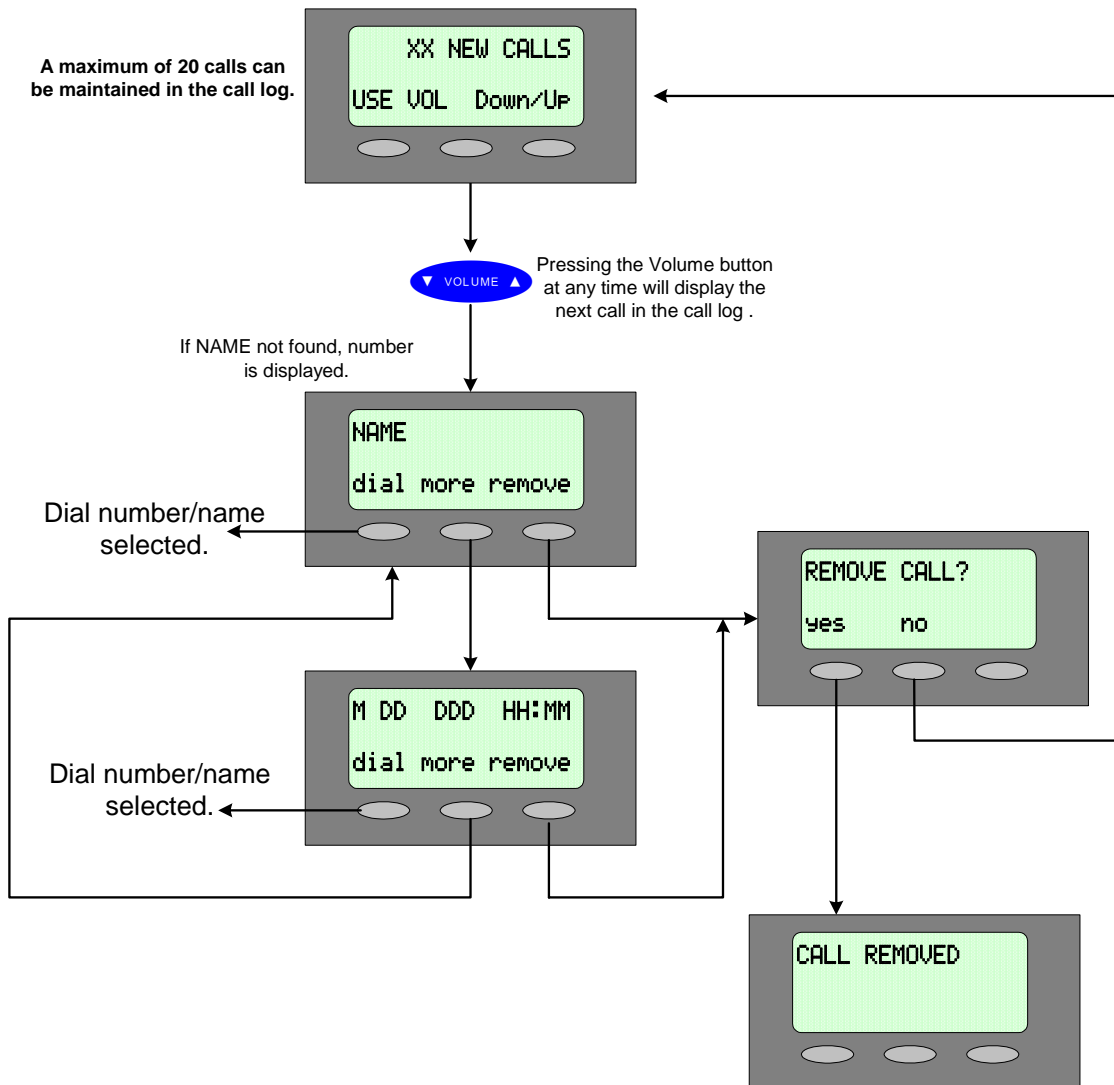 XX NEW CALLS
USE VOL Down/Up
A maximum of 20 calls can
be maintained in the call log.
▼ VOLUME ▲
Pressing the Volume button
at any time will display the
next call in the call log .
If NAME not found, number
is displayed.
NAME
dial more remove
Dial number/name
selected.
REMOVE CALL?
yes no
M DD DDD HH:MM
dial more remove
Dial number/name
selected.
CALL REMOVED